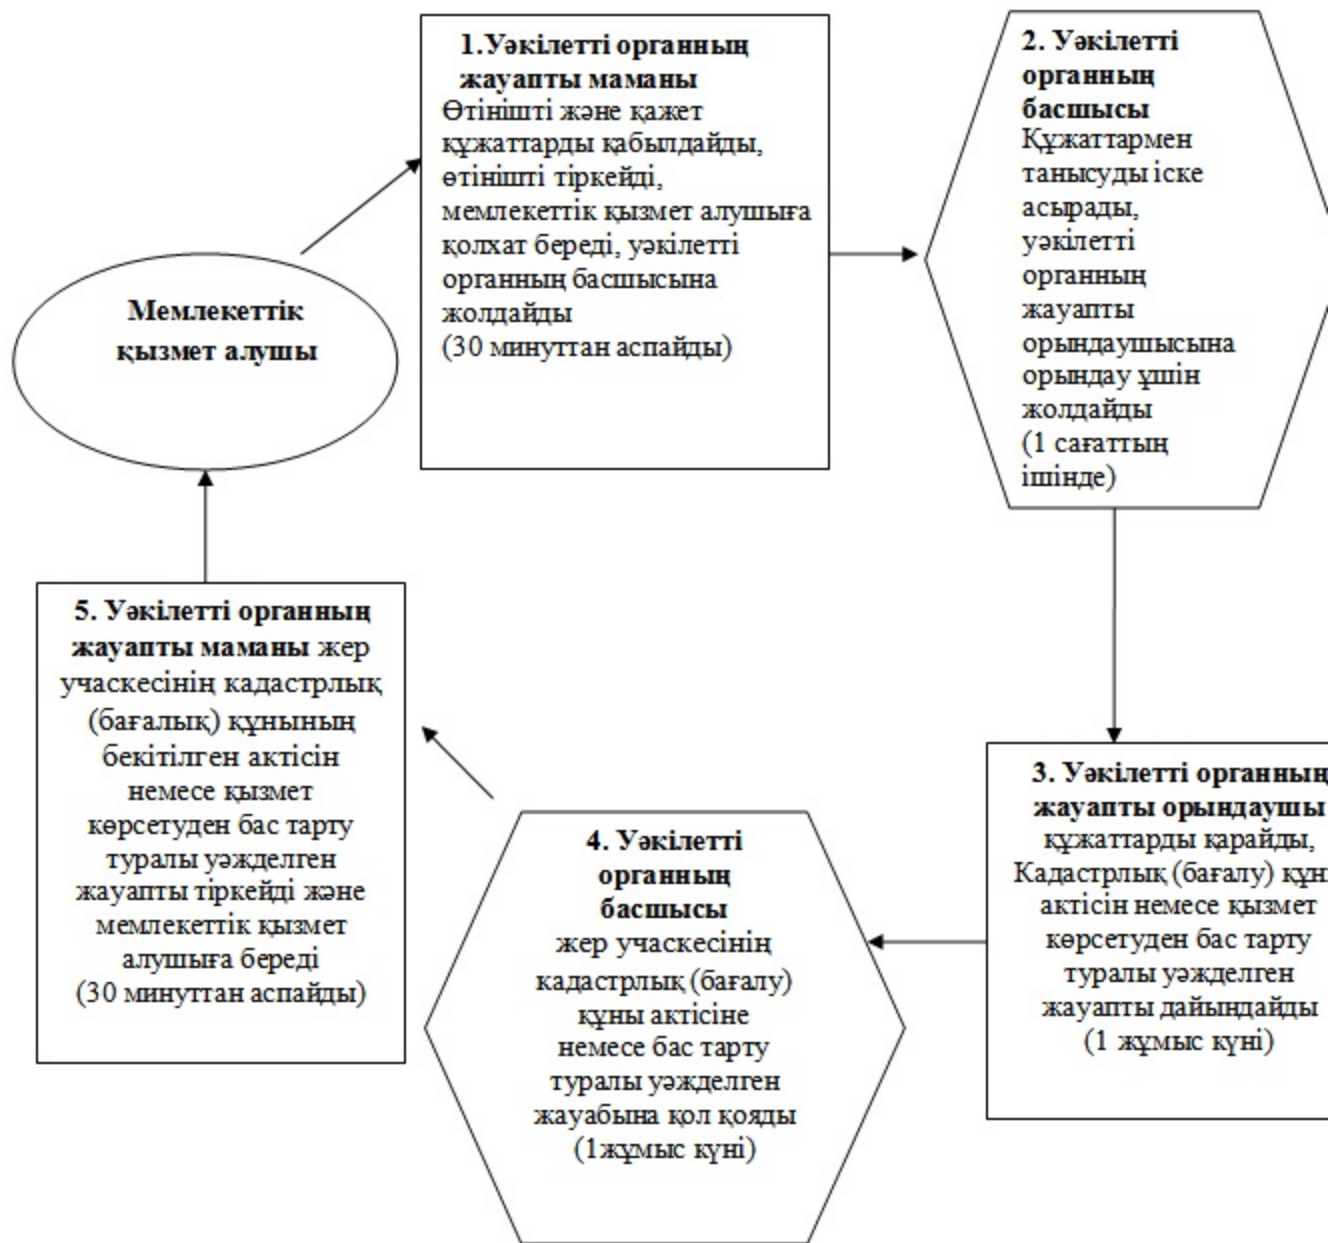 Мемлекеттік
қызмет алушы
1.Уәкілетті органның
жауапты маманы
Өтінішті және қажет
құжаттарды қабылдайды,
өтінішті тіркейді,
мемлекеттік қызмет алушыға
қолхат береді, уәкілетті
органның басшысына
жолдайды
(30 минуттан аспайды)
2. Уәкілетті
органның
басшысы
Құжаттармен
танысуды іске
асырады,
уәкілетті
органның
жауапты
орындаушысына
орындау ұшін
жолдайды
(1 сағаттың
ішінде)
3. Уәкілетті органның
жауапты орындаушы
құжаттарды қарайды,
Кадастрлық (бағалу)
актісін немесе қызмет
көрсетуден бас тарту
туралы уәжделген
жауапты дайындайды
(1 жұмыс күні)
4. Уәкілетті
органның
басшысы
жер учаскесінің
кадастрлық (бағалу)
құны актісіне
немесе бас тарту
туралы уәжделген
жауабына қол қояды
(1жұмыс күні)
5. Уәкілетті органның
жауапты маманы жер
учаскесінің кадастрлық
(бағалық) құнының
бекітілген актісін
немесе қызмет
көрсетуден бас тарту
туралы уәжделген
жауапты тіркейді және
мемлекеттік қызмет
алушыға береді
(30 минуттан аспайды)